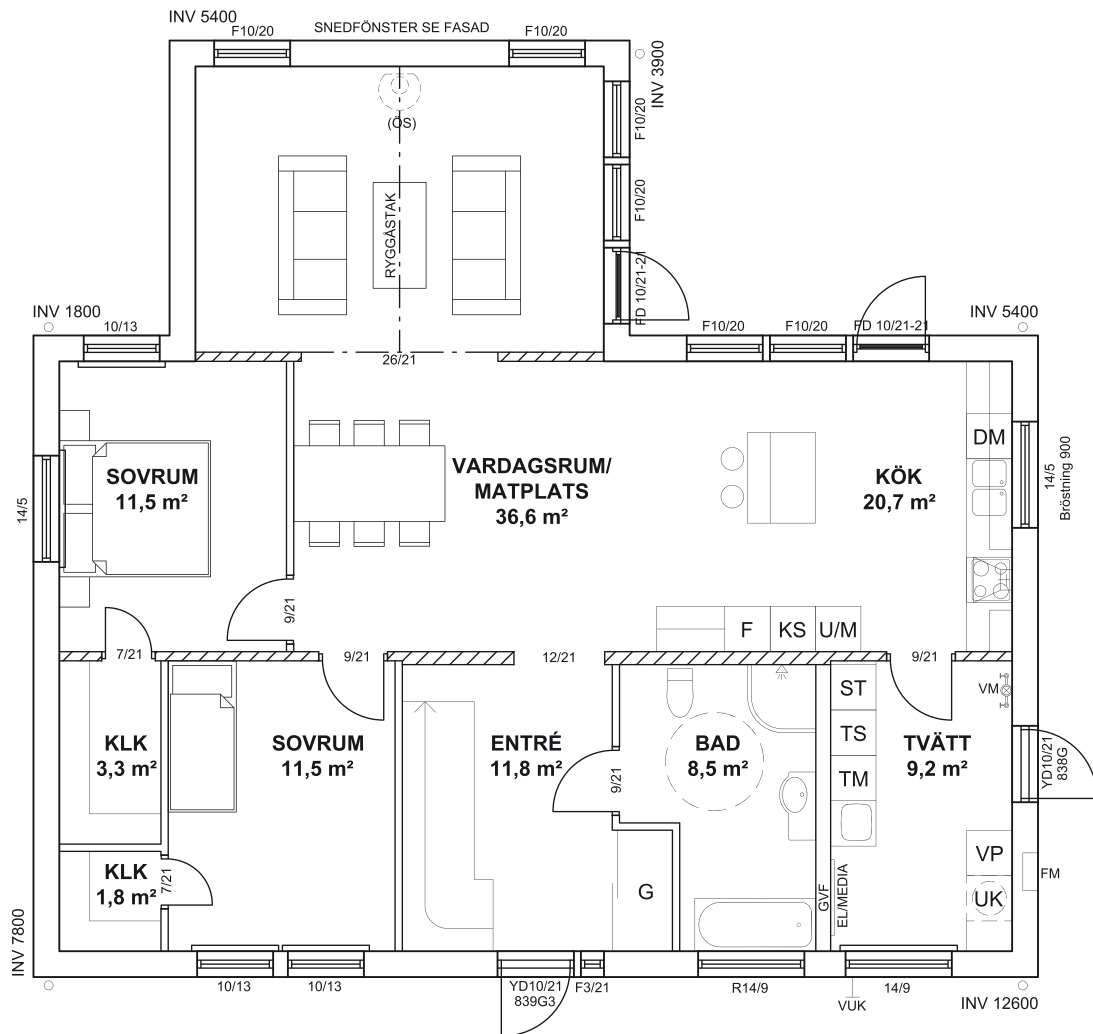 INV 5400
F10/20
SNEDFÖNSTER SE FASAD
F10/20
INV 3900
F10/20
(ÖS)
F10/20
RYGGÅSTAK
FD 10/21-21
INV 1800
10/13
F10/20
F10/20
FD 10/21-21
INV 5400
26/21
DM
14/5
SOVRUM
11,5 m²
VARDAGSRUM/
MATPLATS
36,6 m²
KÖK
20,7 m²
14/5
Bröstning 900
9/21
F
KS
U/M
7/21
9/21
12/21
9/21
ST
VM
KLK
3,3 m²
SOVRUM
11,5 m²
ENTRÉ
11,8 m²
BAD
8,5 m²
TS
TVÄTT
9,2 m²
9/21
TM
YD10/21
838G
VP
KLK
1,8 m²
7/21
G
GVF
EL/MEDIA
UK
FM
INV 7800
10/13
10/13
YD10/21
839G3
F3/21
R14/9
14/9
VUK
INV 12600